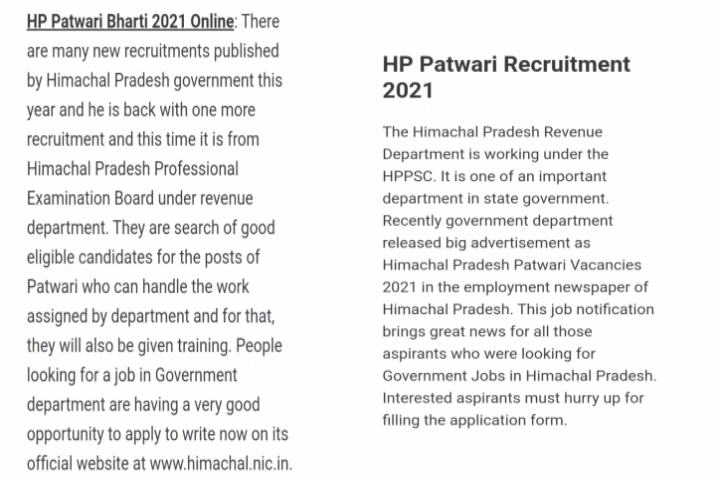 HP Patwari Bharti 2021 Online: There
are many new recruitments published
by Himachal Pradesh government this
year and he is back with one more
recruitment and this time it is from
Himachal Pradesh Professional
Examination Board under revenue
department. They are search of good
eligible candidates for the posts of
Patwari who can handle the work
assigned by department and for that,
they will also be given training. People
looking for a job in Government
department are having a very good
opportunity to apply to write now on its
official website at www.himachal.nic.in.
HP Patwari Recruitment
2021
The Himachal Pradesh Revenue
Department is working under the
HPPSC. It is one of an important
department in state government.
Recently government department
released big advertisement as
Himachal Pradesh Patwari Vacancies
2021 in the employment newspaper of
Himachal Pradesh. This job notification
brings great news for all those
aspirants who were looking for
Government Jobs in Himachal Pradesh.
Interested aspirants must hurry up for
filling the application form.